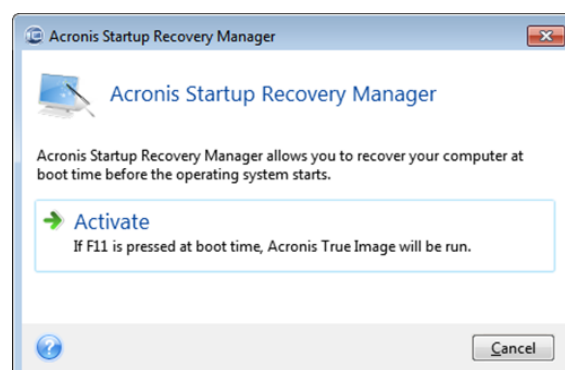 Acronis Startup Recovery Manager
Acronis Startup Recovery Manager
Acronis Startup Recovery Manager allows you to recover your computer at
boot time before the operating system starts.
Activate
If F11 is pressed at boot time, Acronis True Image will be run.
Cancel